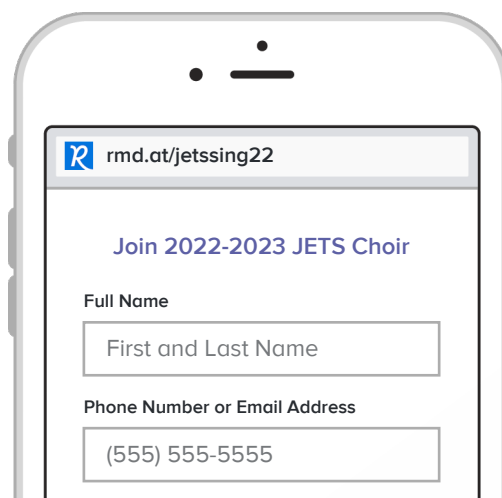 rmd.at/jetssing22
Join 2022-2023 JETS Choir
Full Name
First and Last Name
Phone Number or Email Address
(555) 555-5555